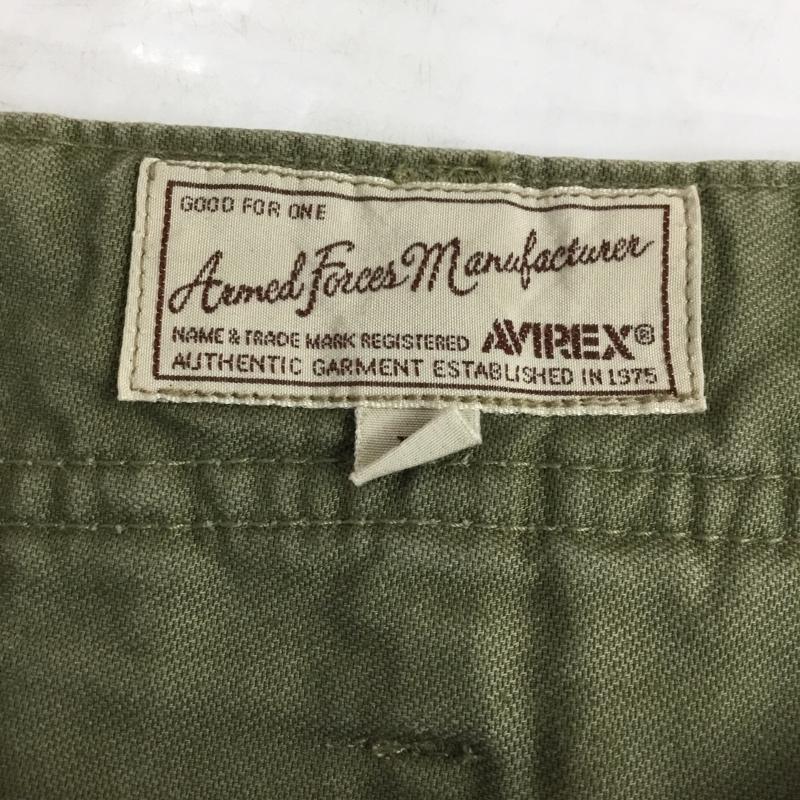 GOOD FOR ONE
Armed Forces Manufacturer
NAME & TRADE MARK REGISTERED AVIREX®
AUTHENTIC GARMENT ESTABLISHED IN 1975